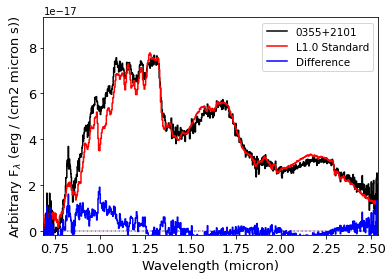 1e−17
0355+2101
L1.0 Standard
Difference
8
6
4
2
0
Arbitrary Fλ (erg / (cm2 micron s))
0.75 1.00 1.25 1.50 1.75 2.00 2.25 2.50
Wavelength (micron)